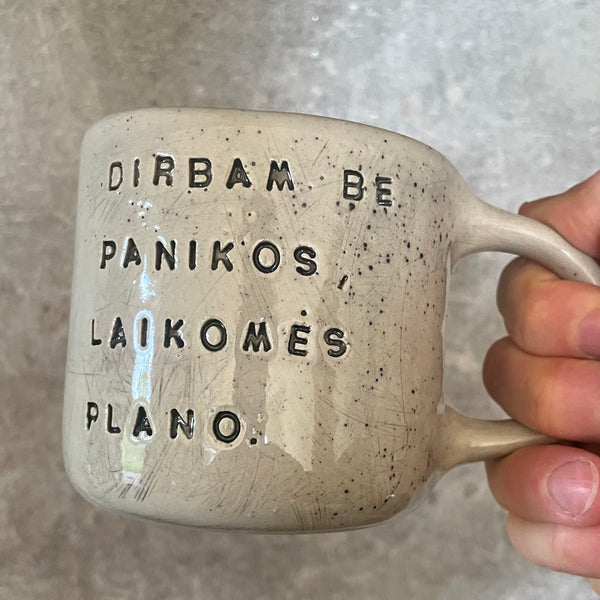 DIRBAM BE
PANIKOS,
LAIKOMĖS
PLANO.